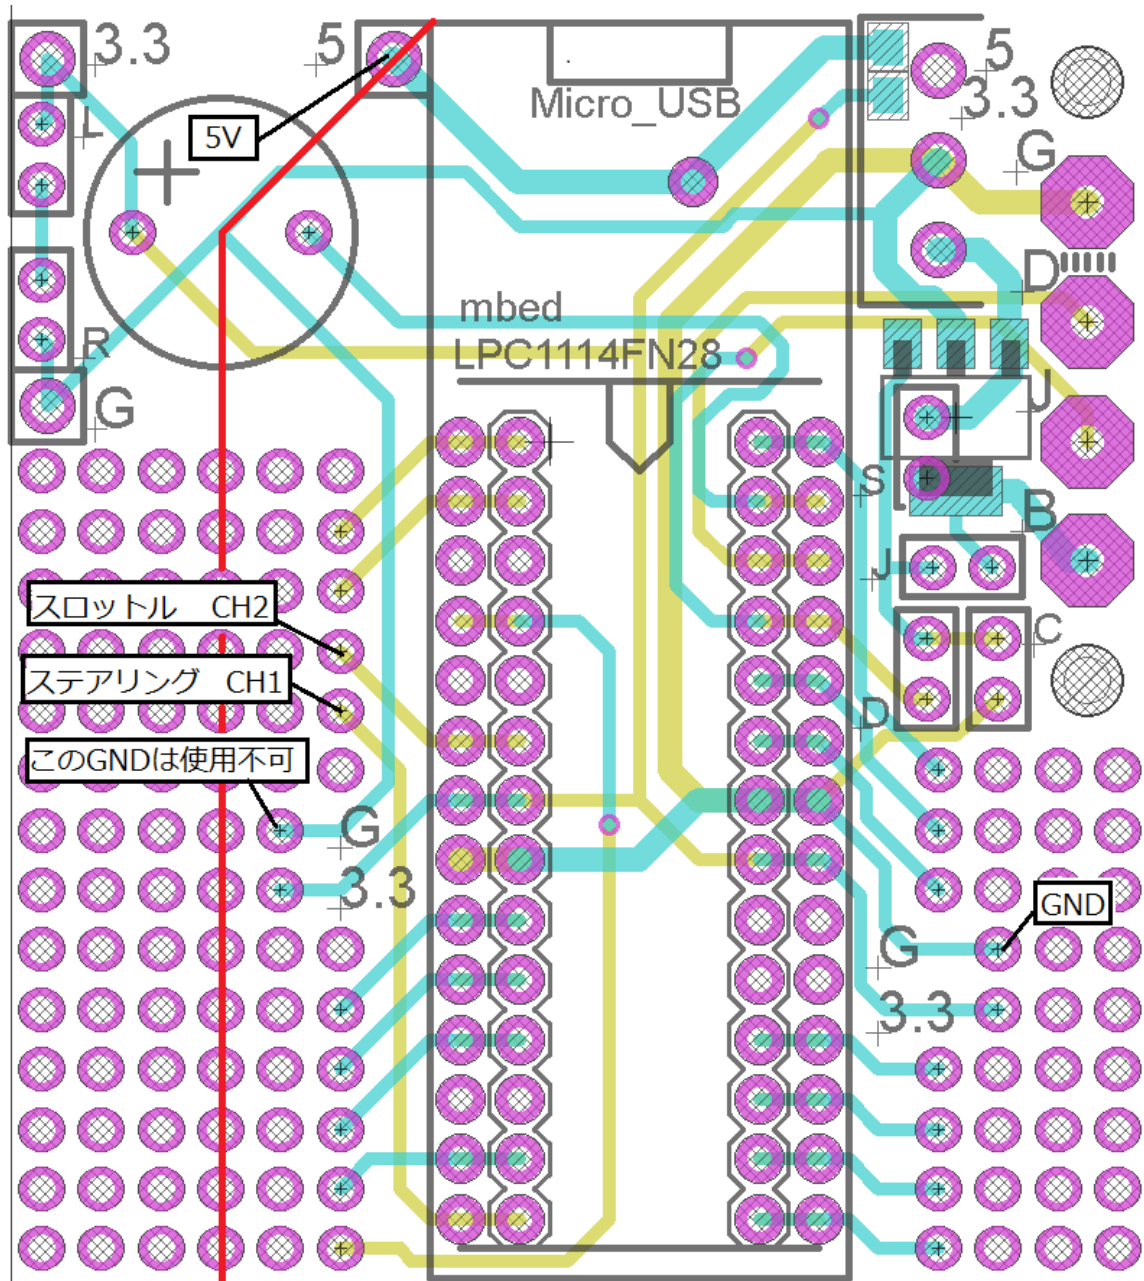 3.3
5
5
Micro_USB
3.3
L
5V
G
D
mbed
R
LPC1114FN28
J
G
S
B
J
スロットル　CH2
C
ステアリング　CH1
D
このGNDは使用不可
G
3.3
GND
G
3.3